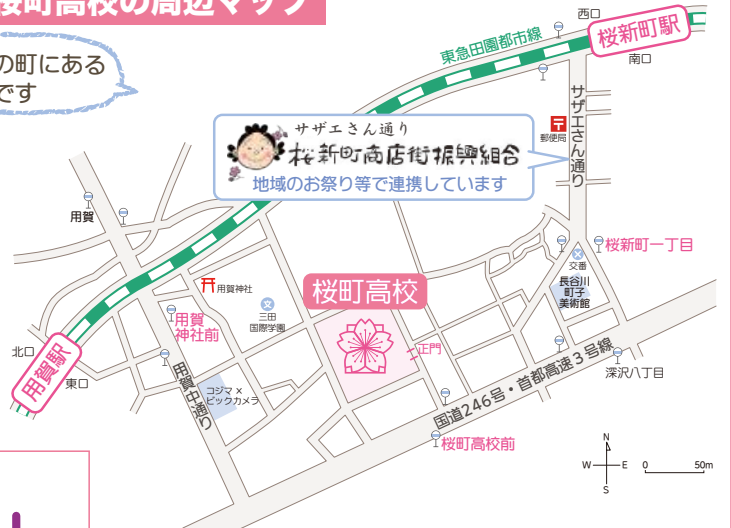 桜町高校の周辺マップ
の町にある
です
西口
桜新町駅
南口
東急田園都市線
サザエさん通り
郵便局
サザエさん通り
桜新町商店街振興組合
地域のお祭り等で連携しています
用賀
桜新町一丁目
交番
長谷川
町子
美術館
用賀神社
桜町高校
三田
国際学園
用賀
神社前
正門
北口
用賀駅
東口
用賀中通り
コジマ×
ビックカメラ
国道246号・首都高速3号線
深沢八丁目
桜町高校前
N
W
E
S
0
50m